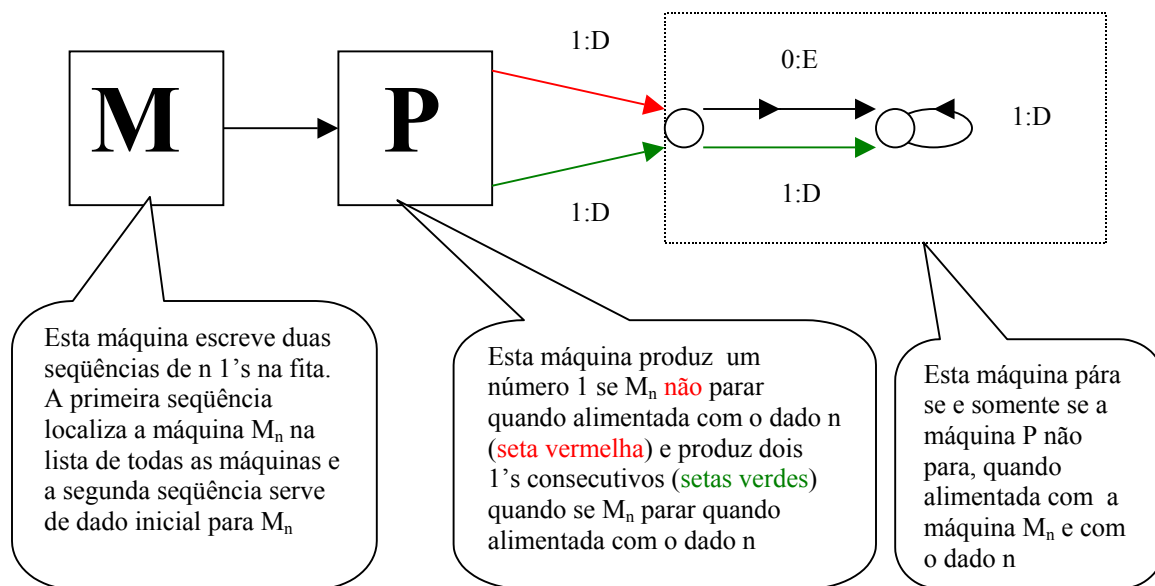 1:D
0:E
M
P
1:D
1:D
1:D
Esta máquina escreve duas
seqüências de n 1's na fita.
A primeira seqüência
localiza a máquina Mn na
lista de todas as máquinas e
a segunda seqüência serve
de dado inicial para Mn
Esta máquina produz um
número 1 se Mn não parar
quando alimentada com o dado n
(seta vermelha) e produz dois
1's consecutivos (setas verdes)
quando se Mn parar quando
alimentada com o dado n
Esta máquina pára
se e somente se a
máquina P não
para, quando
alimentada com a
máquina Mn e com
o dado n